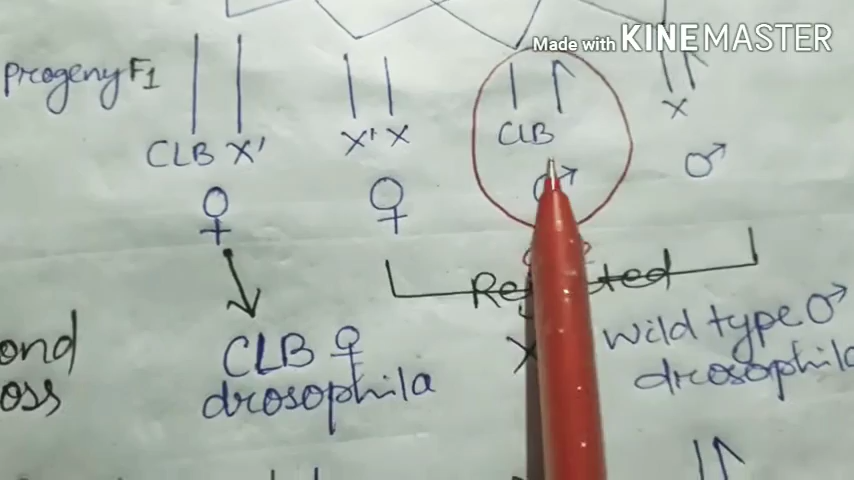 Made with KINEMASTER
Progeny F1
CLB X' X' X CLB X
♀ ♀ ♂ ♂
ond CLB ♀ X Wild type ♂
oss drosophila drosophila